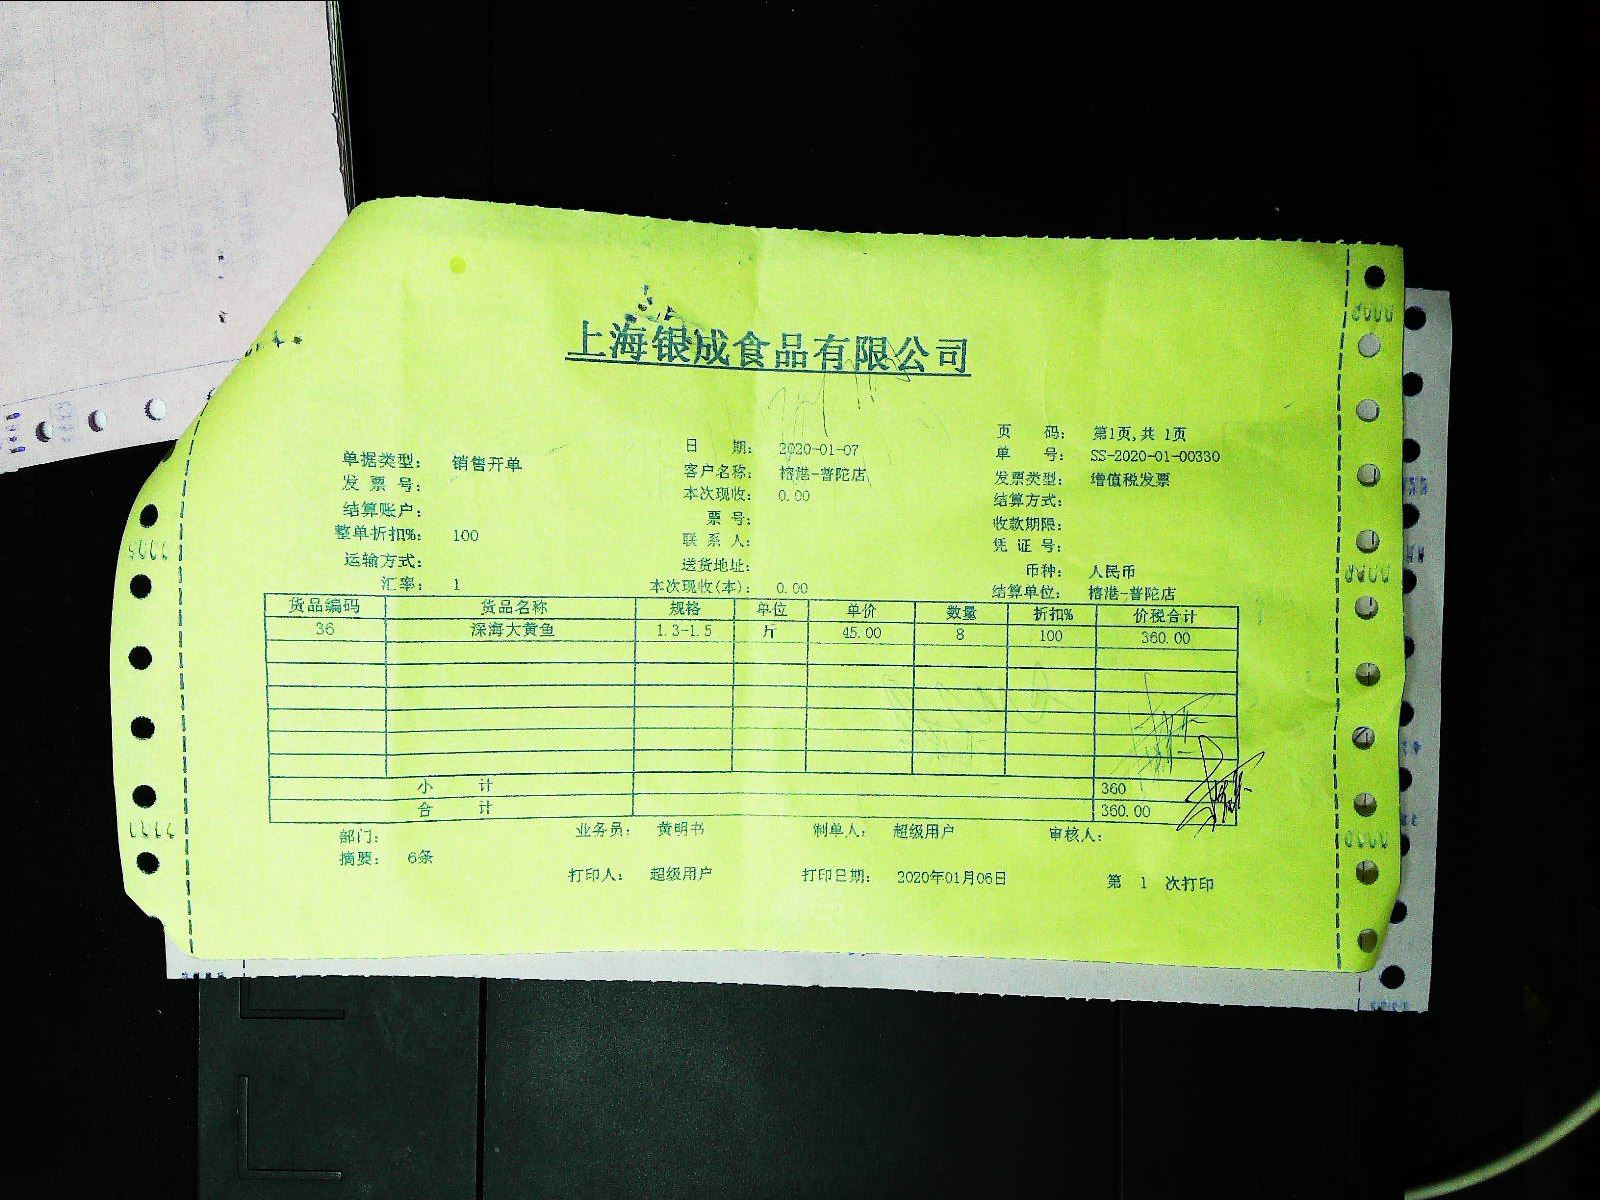 上海银成食品有限公司
页 码： 第1页,共 1页
单据类型： 销售开单 日 期： 2020-01-07 单 号： SS-2020-01-00330
发 票 号： 客户名称： 榕港-普陀店 发票类型： 增值税发票
结算账户： 本次现收： 0.00 结算方式：
整单折扣%： 100 票 号： 收款期限：
运输方式： 联 系 人： 凭 证 号：
送货地址： 币种： 人民币
汇率： 1 本次现收(本)： 0.00 结算单位： 榕港-普陀店
货品编码 货品名称 规格 单位 单价 数量 折扣% 价税合计
36 深海大黄鱼 1.3-1.5 斤 45.00 8 100 360.00
小 计 360
合 计 360.00
部门： 业务员： 黄明书 制单人： 超级用户 审核人：
摘要： 6条
打印人： 超级用户 打印日期： 2020年01月06日 第 1 次打印